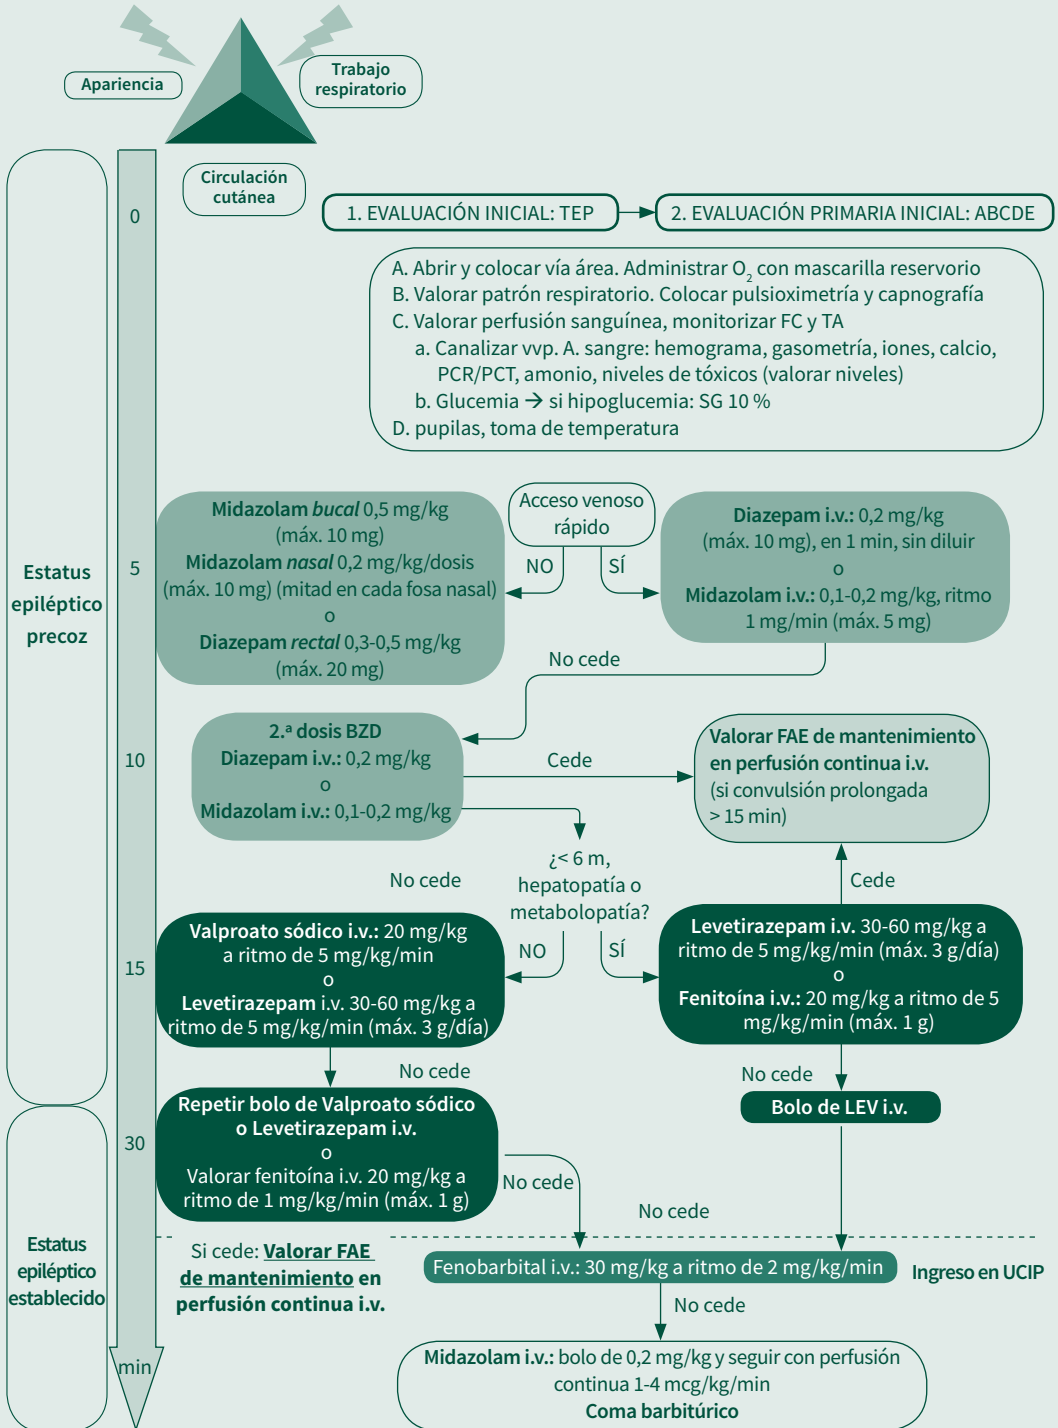 Apariencia
Trabajo
respiratorio
Circulación
cutánea
0
1. EVALUACIÓN INICIAL: TEP
2. EVALUACIÓN PRIMARIA INICIAL: ABCDE
A. Abrir y colocar vía área. Administrar O2 con mascarilla reservorio
B. Valorar patrón respiratorio. Colocar pulsioximetría y capnografía
C. Valorar perfusión sanguínea, monitorizar FC y TA
a. Canalizar vvp. A. sangre: hemograma, gasometría, iones, calcio,
PCR/PCT, amonio, niveles de tóxicos (valorar niveles)
b. Glucemia → si hipoglucemia: SG 10 %
D. pupilas, toma de temperatura
Estatus
epiléptico
precoz
5
Midazolam bucal 0,5 mg/kg
(máx. 10 mg)
Midazolam nasal 0,2 mg/kg/dosis
(máx. 10 mg) (mitad en cada fosa nasal)
o
Diazepam rectal 0,3-0,5 mg/kg
(máx. 20 mg)
Acceso venoso
rápido
NO
SÍ
Diazepam i.v.: 0,2 mg/kg
(máx. 10 mg), en 1 min, sin diluir
o
Midazolam i.v.: 0,1-0,2 mg/kg, ritmo
1 mg/min (máx. 5 mg)
No cede
10
2.ª dosis BZD
Diazepam i.v.: 0,2 mg/kg
o
Midazolam i.v.: 0,1-0,2 mg/kg
Cede
Valorar FAE de mantenimiento
en perfusión continua i.v.
(si convulsión prolongada
> 15 min)
No cede
¿< 6 m,
hepatopatía o
metabolopatía?
Cede
NO
SÍ
15
Valproato sódico i.v.: 20 mg/kg
a ritmo de 5 mg/kg/min
o
Levetirazepam i.v. 30-60 mg/kg a
ritmo de 5 mg/kg/min (máx. 3 g/día)
Levetirazepam i.v. 30-60 mg/kg a
ritmo de 5 mg/kg/min (máx. 3 g/día)
o
Fenitoína i.v.: 20 mg/kg a ritmo de 5
mg/kg/min (máx. 1 g)
No cede
No cede
30
Repetir bolo de Valproato sódico
o Levetirazepam i.v.
o
Valorar fenitoína i.v. 20 mg/kg a
ritmo de 1 mg/kg/min (máx. 1 g)
Bolo de LEV i.v.
No cede
No cede
Estatus
epiléptico
establecido
Si cede: Valorar FAE
de mantenimiento en
perfusión continua i.v.
Fenobarbital i.v.: 30 mg/kg a ritmo de 2 mg/kg/min
Ingreso en UCIP
No cede
min
Midazolam i.v.: bolo de 0,2 mg/kg y seguir con perfusión
continua 1-4 mcg/kg/min
Coma barbitúrico